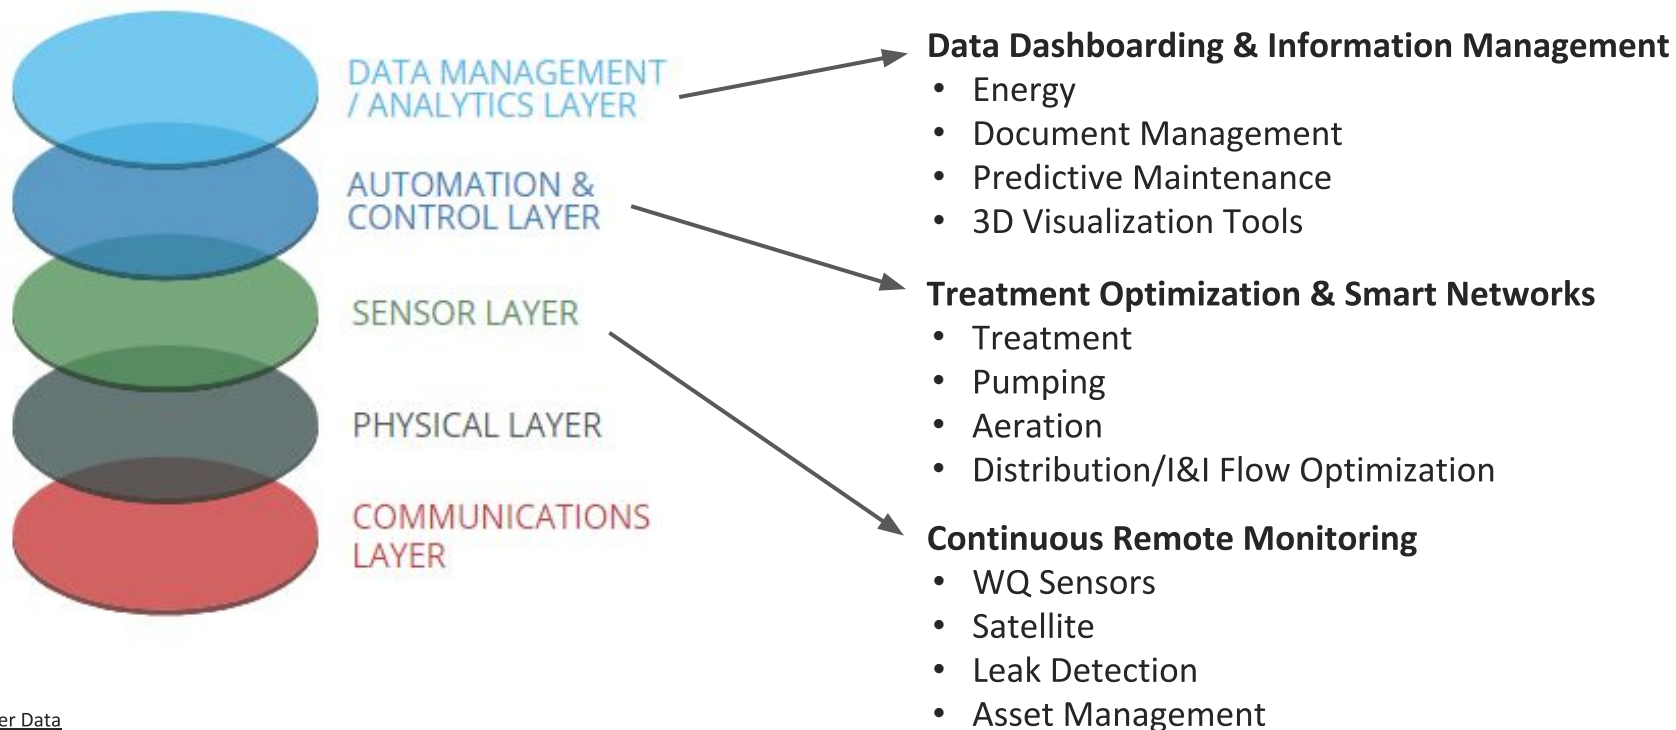 DATA MANAGEMENT
/ ANALYTICS LAYER
AUTOMATION &
CONTROL LAYER
SENSOR LAYER
PHYSICAL LAYER
COMMUNICATIONS
LAYER
Data Dashboarding & Information Management
• Energy
• Document Management
• Predictive Maintenance
• 3D Visualization Tools
Treatment Optimization & Smart Networks
• Treatment
• Pumping
• Aeration
• Distribution/I&I Flow Optimization
Continuous Remote Monitoring
• WQ Sensors
• Satellite
• Leak Detection
• Asset Management
er Data